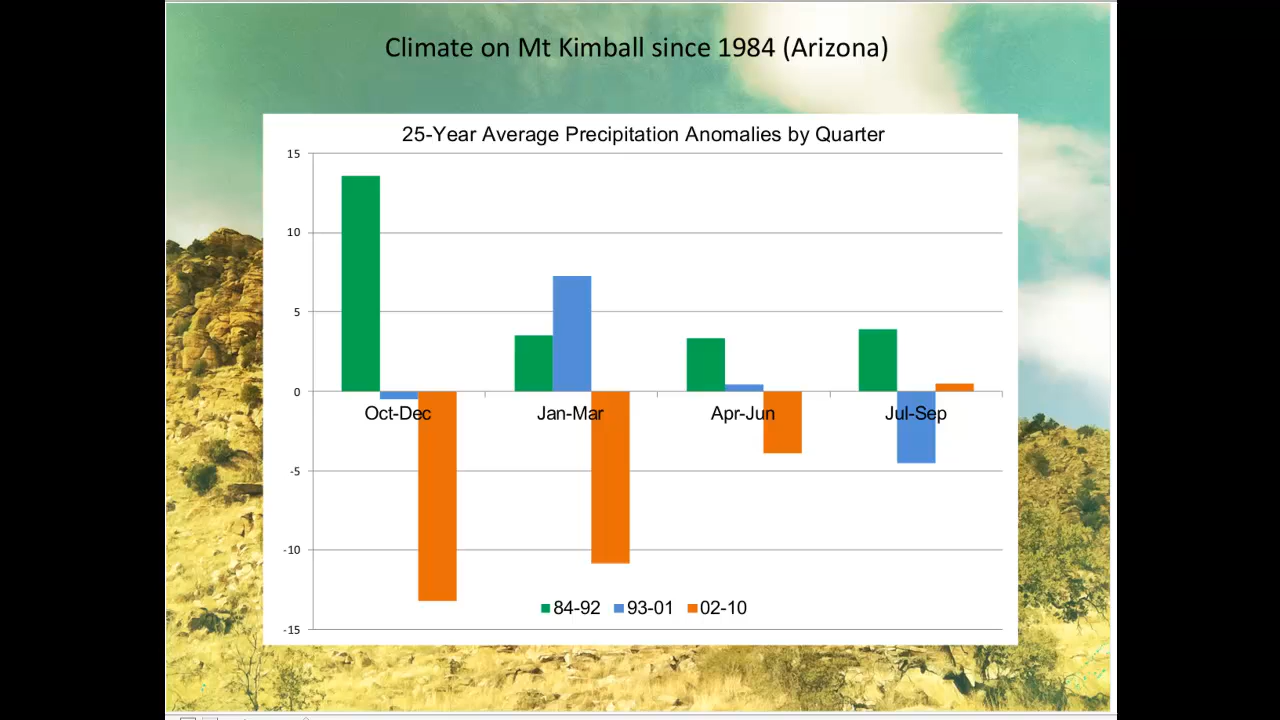 Climate on Mt Kimball since 1984 (Arizona)
25-Year Average Precipitation Anomalies by Quarter
15
10
5
0
Oct-Dec Jan-Mar Apr-Jun Jul-Sep
-5
-10
84-92 93-01 02-10
-15